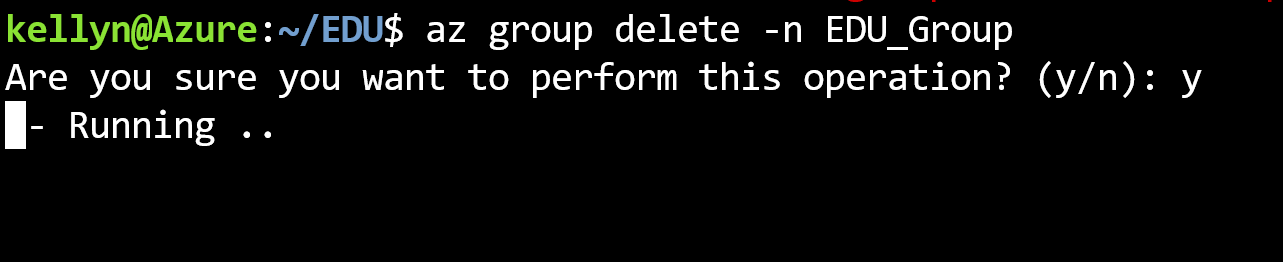 kellyn@Azure:~/EDU$ az group delete -n EDU_Group
Are you sure you want to perform this operation? (y/n): y
- Running ..